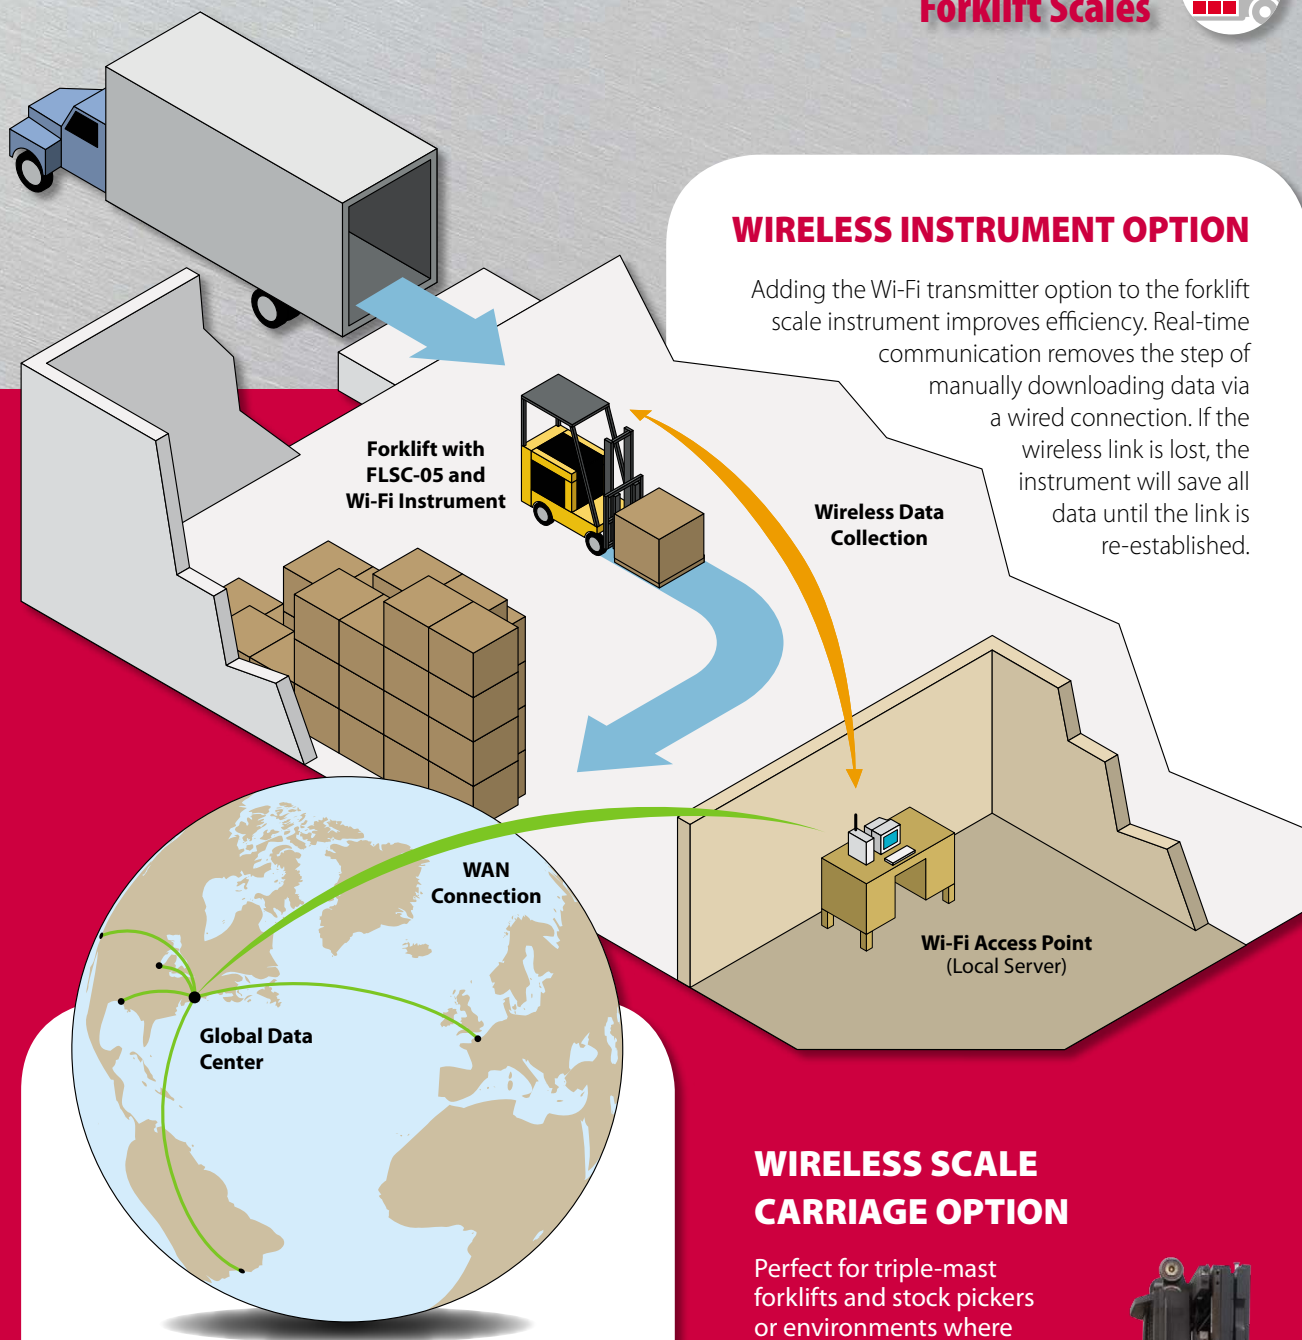 Forklift Scales
WIRELESS INSTRUMENT OPTION
Adding the Wi-Fi transmitter option to the forklift
scale instrument improves efficiency. Real-time
communication removes the step of
manually downloading data via
a wired connection. If the
wireless link is lost, the
instrument will save all
data until the link is
re-established.
Forklift with
FLSC-05 and
Wi-Fi Instrument
Wireless Data
Collection
WAN
Connection
Wi-Fi Access Point
(Local Server)
Global Data
Center
WIRELESS SCALE
CARRIAGE OPTION
Perfect for triple-mast
forklifts and stock pickers
or environments where